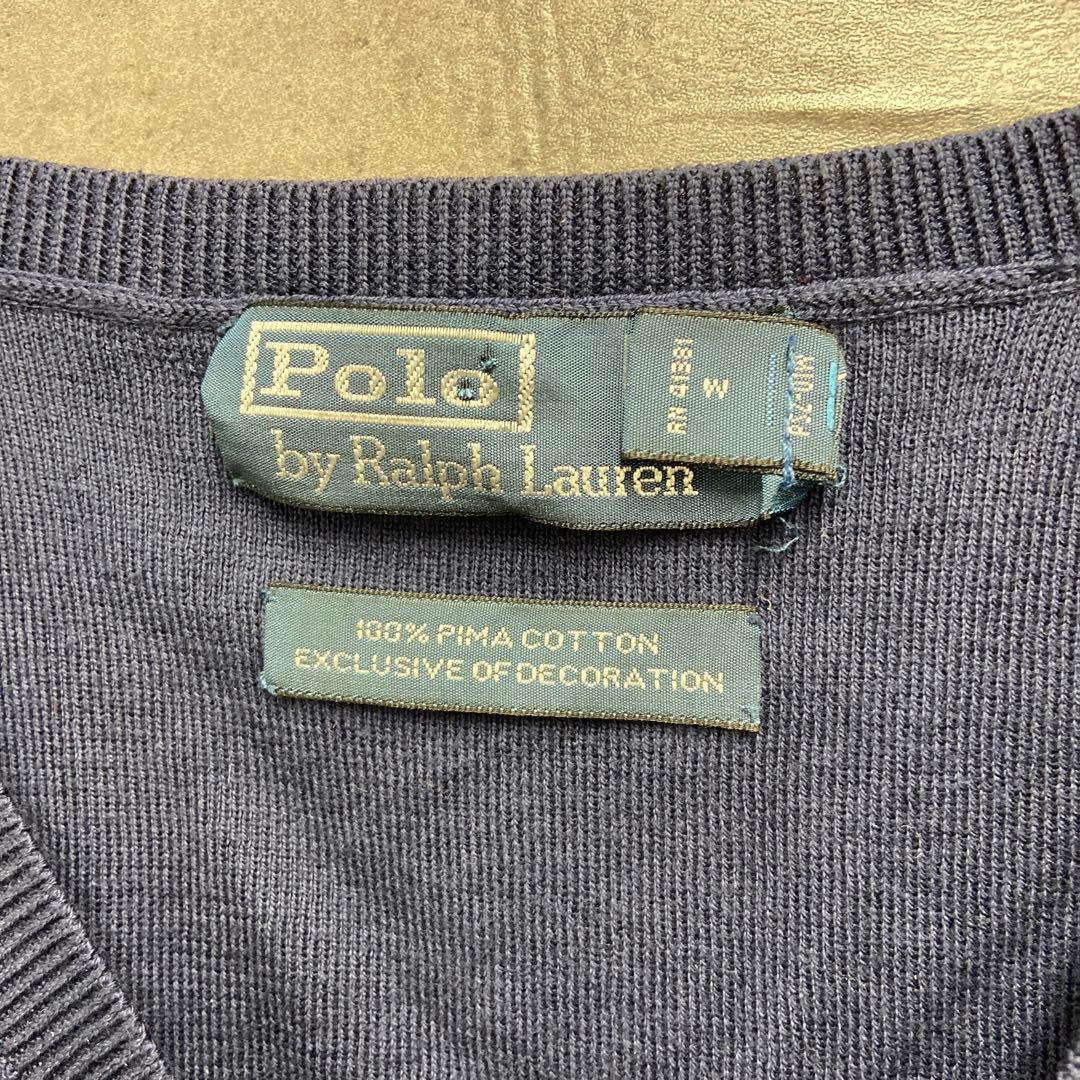 Polo
by Ralph Lauren
RN 41381
M
100% PIMA COTTON
EXCLUSIVE OF DECORATION